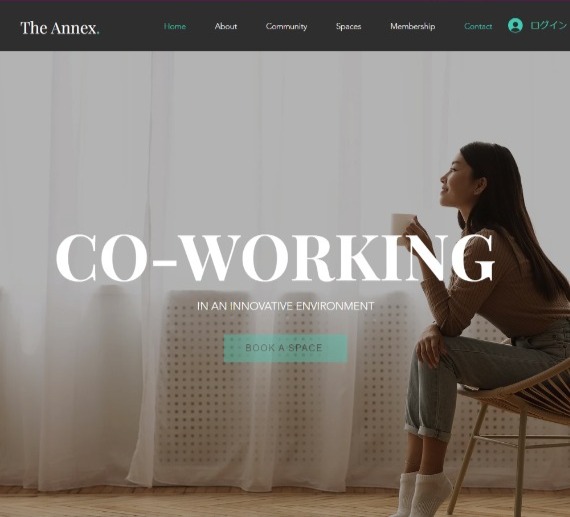 The Annex.
Home About Community Spaces Membership Contact ログイン
CO-WORKING
IN AN INNOVATIVE ENVIRONMENT
BOOK A SPACE